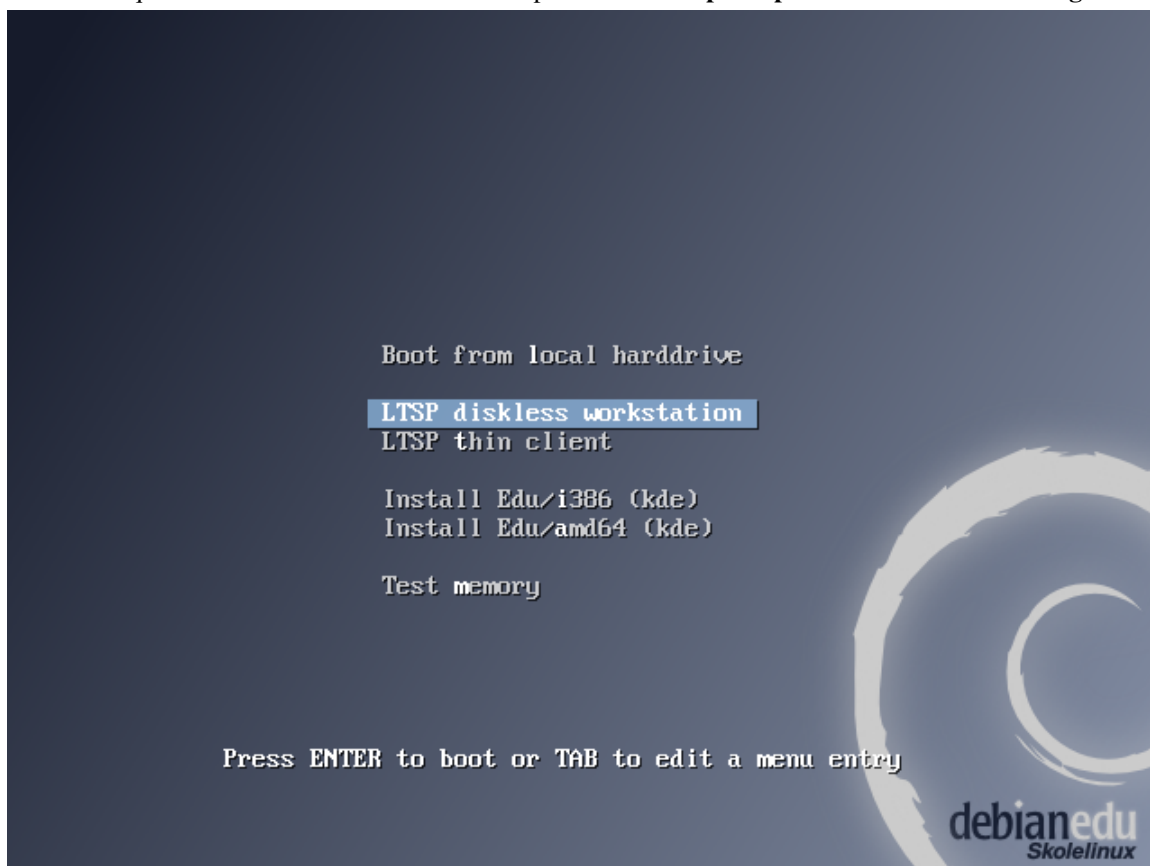 Boot from local harddrive
LTSP diskless workstation
LTSP thin client
Install Edu/i386 (kde)
Install Edu/amd64 (kde)
Test memory
Press ENTER to boot or TAB to edit a menu entry
debianedu
Skolelinux